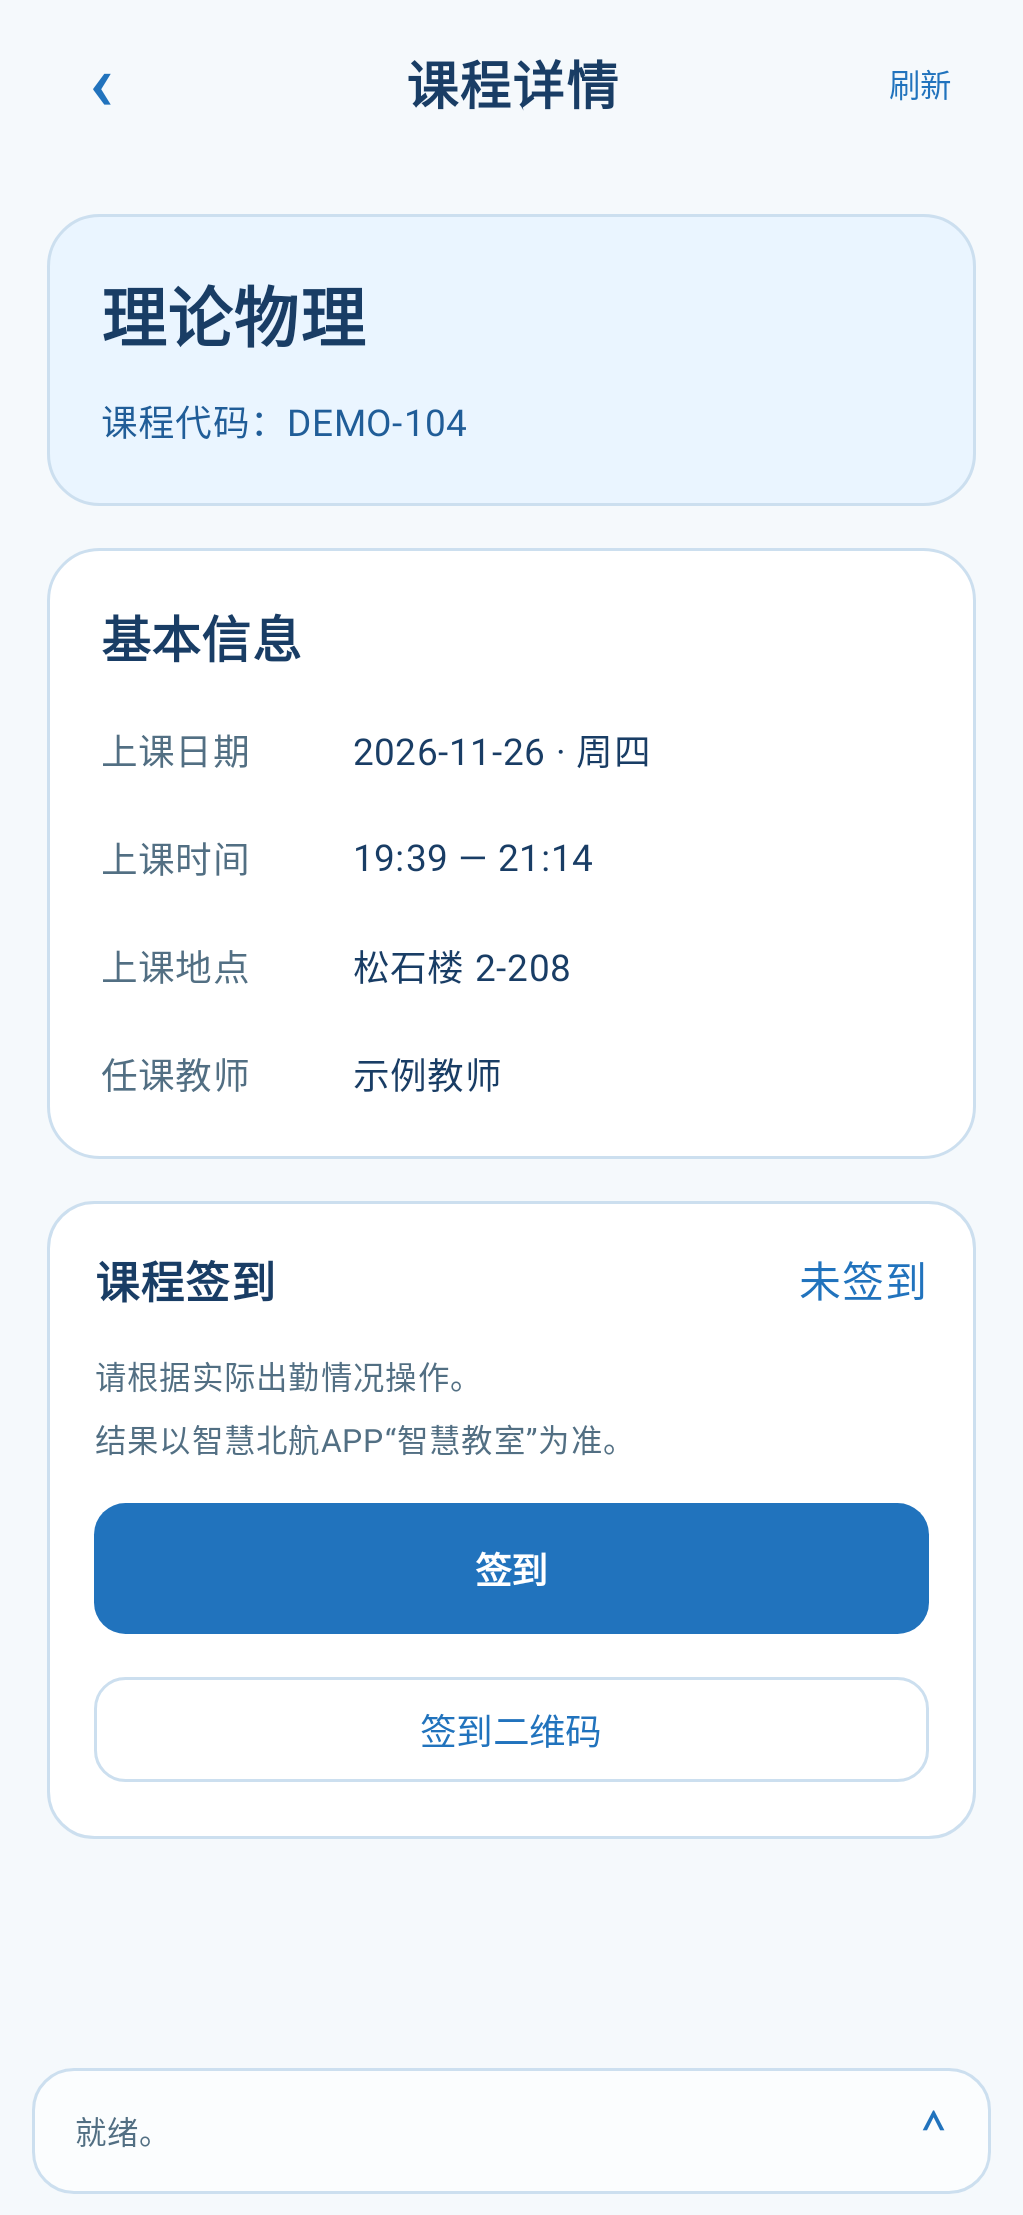 课程详情
刷新
理论物理
课程代码：DEMO-104
基本信息
上课日期 2026-11-26 · 周四
上课时间 19:39 — 21:14
上课地点 松石楼 2-208
任课教师 示例教师
课程签到 未签到
请根据实际出勤情况操作。
结果以智慧北航APP“智慧教室”为准。
签到
签到二维码
就绪。